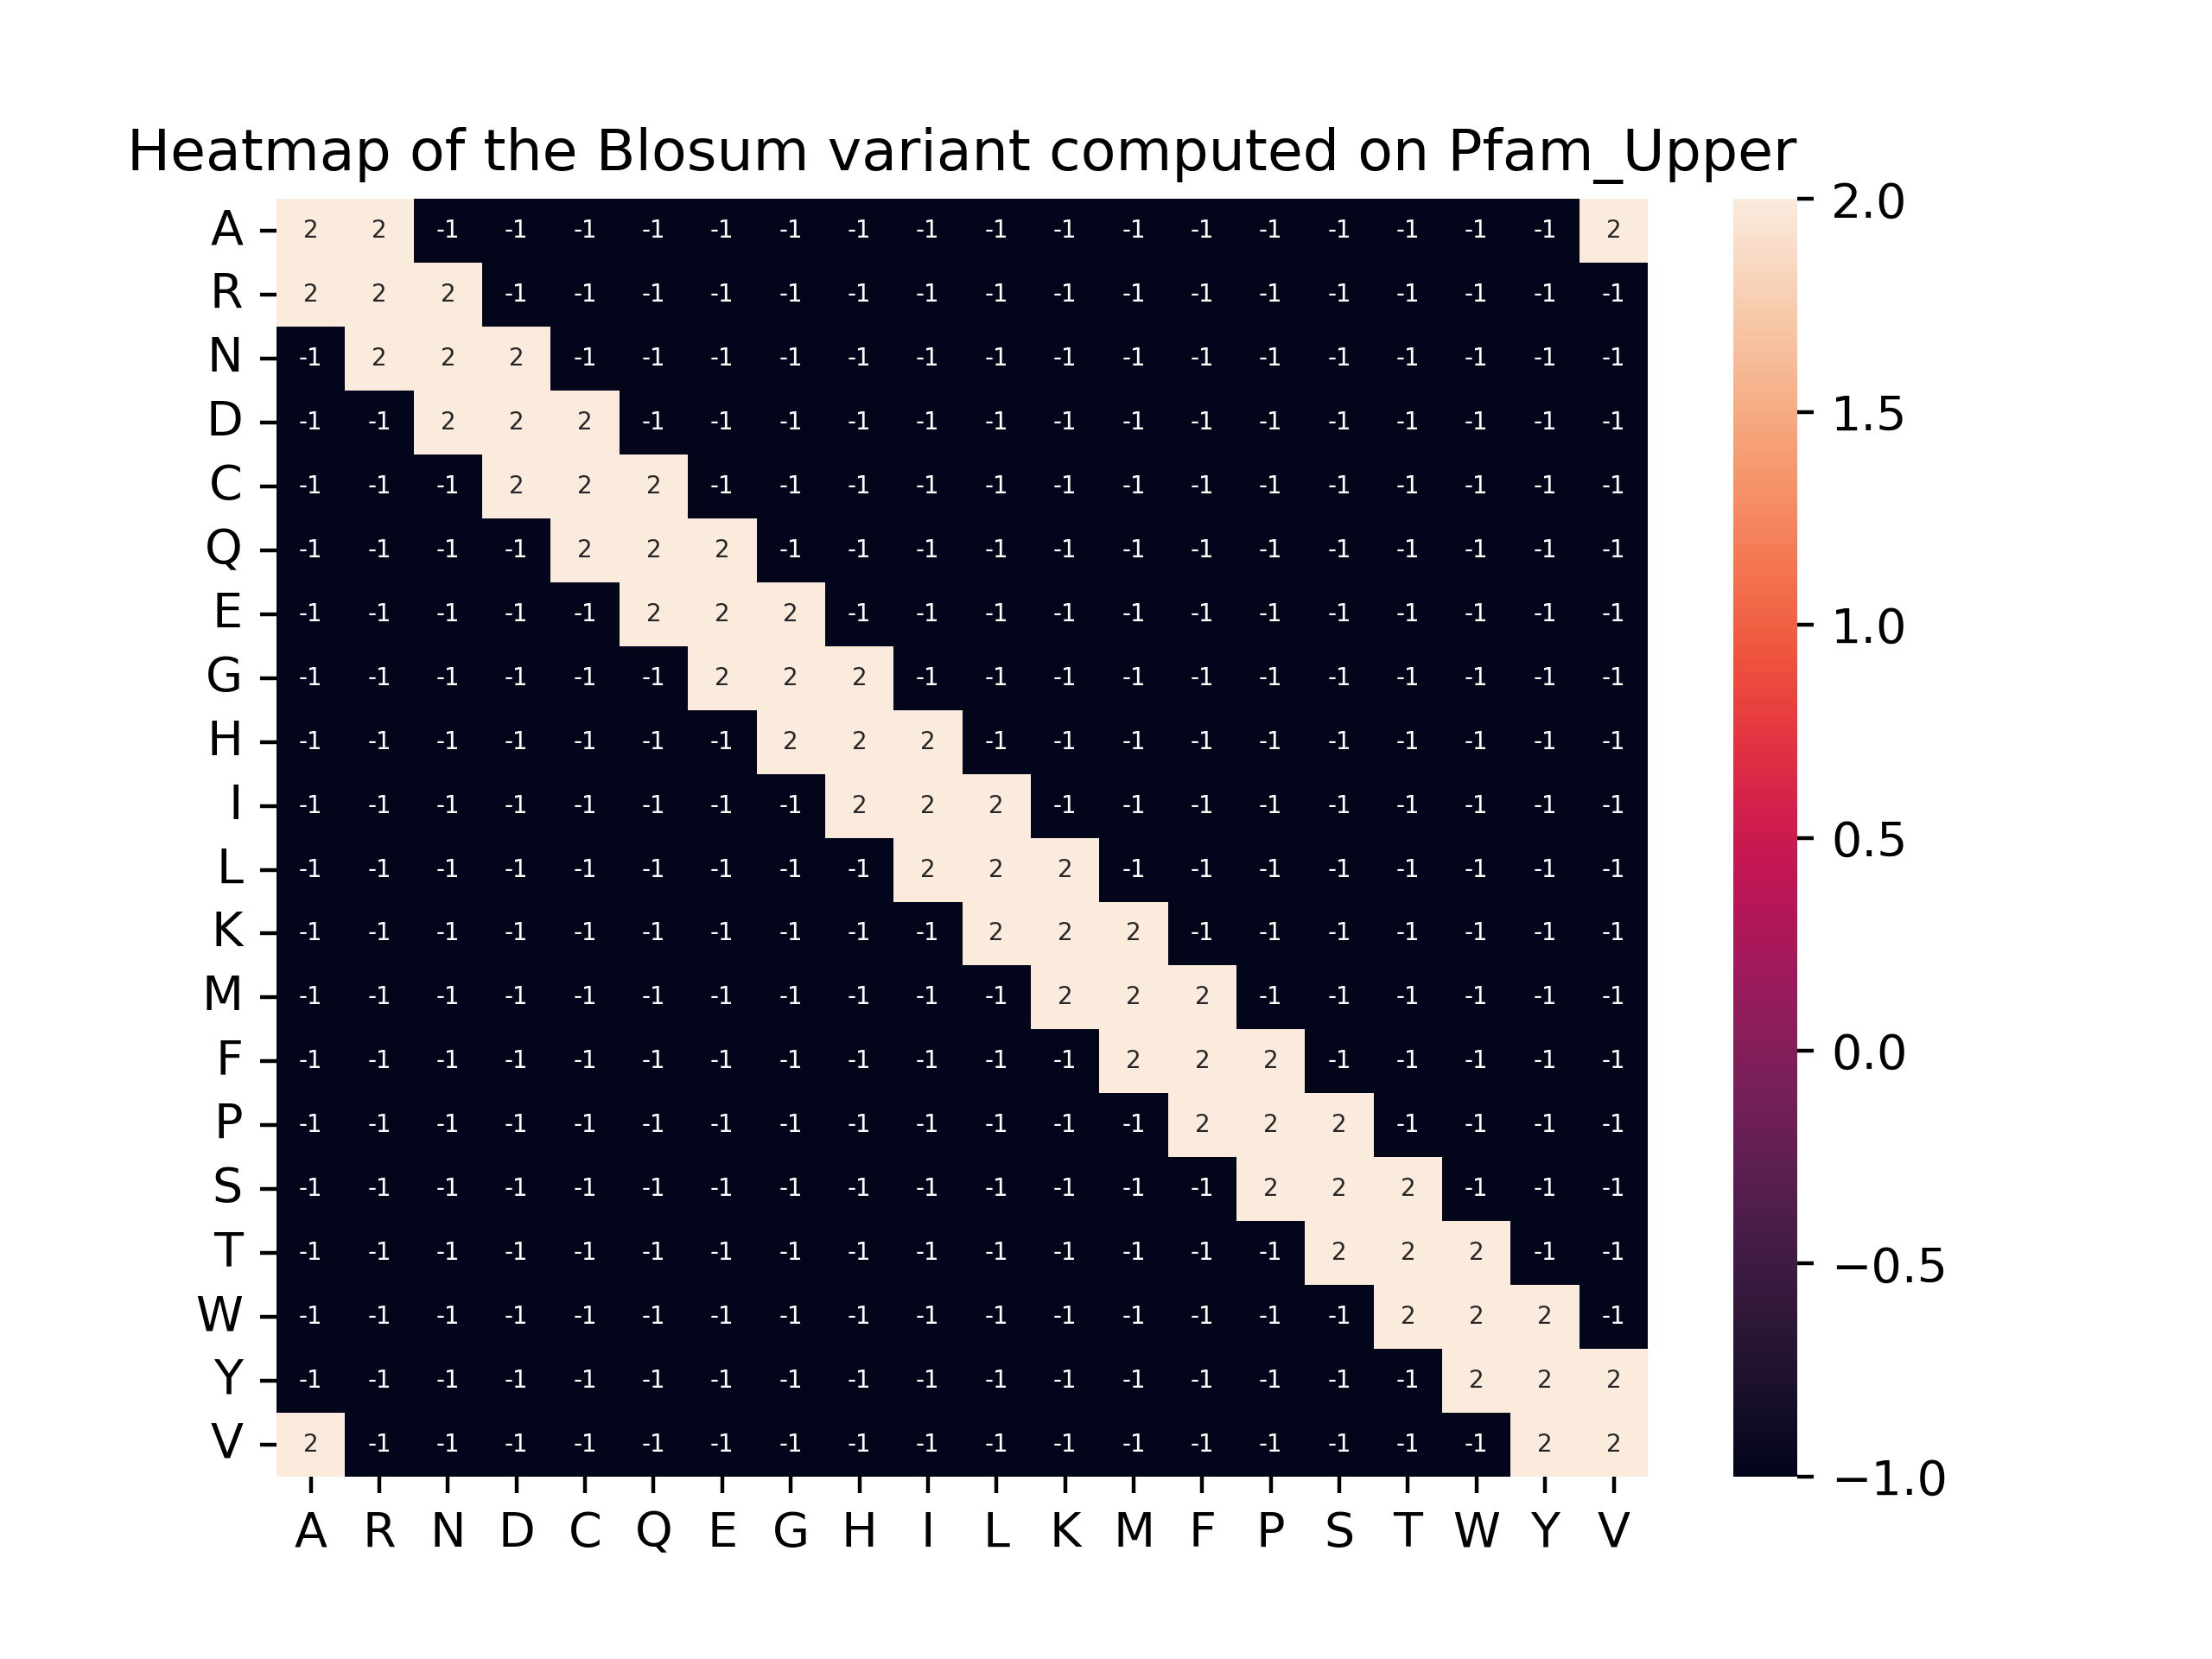 Heatmap of the Blosum variant computed on Pfam_Upper
A 2 2 -1 -1 -1 -1 -1 -1 -1 -1 -1 -1 -1 -1 -1 -1 -1 -1 -1 2
R 2 2 2 -1 -1 -1 -1 -1 -1 -1 -1 -1 -1 -1 -1 -1 -1 -1 -1 -1
N -1 2 2 2 -1 -1 -1 -1 -1 -1 -1 -1 -1 -1 -1 -1 -1 -1 -1 -1
D -1 -1 2 2 2 -1 -1 -1 -1 -1 -1 -1 -1 -1 -1 -1 -1 -1 -1 -1
C -1 -1 -1 2 2 2 -1 -1 -1 -1 -1 -1 -1 -1 -1 -1 -1 -1 -1 -1
Q -1 -1 -1 -1 2 2 2 -1 -1 -1 -1 -1 -1 -1 -1 -1 -1 -1 -1 -1
E -1 -1 -1 -1 -1 2 2 2 -1 -1 -1 -1 -1 -1 -1 -1 -1 -1 -1 -1
G -1 -1 -1 -1 -1 -1 2 2 2 -1 -1 -1 -1 -1 -1 -1 -1 -1 -1 -1
H -1 -1 -1 -1 -1 -1 -1 2 2 2 -1 -1 -1 -1 -1 -1 -1 -1 -1 -1
I -1 -1 -1 -1 -1 -1 -1 -1 2 2 2 -1 -1 -1 -1 -1 -1 -1 -1 -1
L -1 -1 -1 -1 -1 -1 -1 -1 -1 2 2 2 -1 -1 -1 -1 -1 -1 -1 -1
K -1 -1 -1 -1 -1 -1 -1 -1 -1 -1 2 2 2 -1 -1 -1 -1 -1 -1 -1
M -1 -1 -1 -1 -1 -1 -1 -1 -1 -1 -1 2 2 2 -1 -1 -1 -1 -1 -1
F -1 -1 -1 -1 -1 -1 -1 -1 -1 -1 -1 -1 2 2 2 -1 -1 -1 -1 -1
P -1 -1 -1 -1 -1 -1 -1 -1 -1 -1 -1 -1 -1 2 2 2 -1 -1 -1 -1
S -1 -1 -1 -1 -1 -1 -1 -1 -1 -1 -1 -1 -1 -1 2 2 2 -1 -1 -1
T -1 -1 -1 -1 -1 -1 -1 -1 -1 -1 -1 -1 -1 -1 -1 2 2 2 -1 -1
W -1 -1 -1 -1 -1 -1 -1 -1 -1 -1 -1 -1 -1 -1 -1 -1 2 2 2 -1
Y -1 -1 -1 -1 -1 -1 -1 -1 -1 -1 -1 -1 -1 -1 -1 -1 -1 2 2 2
V 2 -1 -1 -1 -1 -1 -1 -1 -1 -1 -1 -1 -1 -1 -1 -1 -1 -1 2 2
A R N D C Q E G H I L K M F P S T W Y V
2.0
1.5
1.0
0.5
0.0
−0.5
−1.0